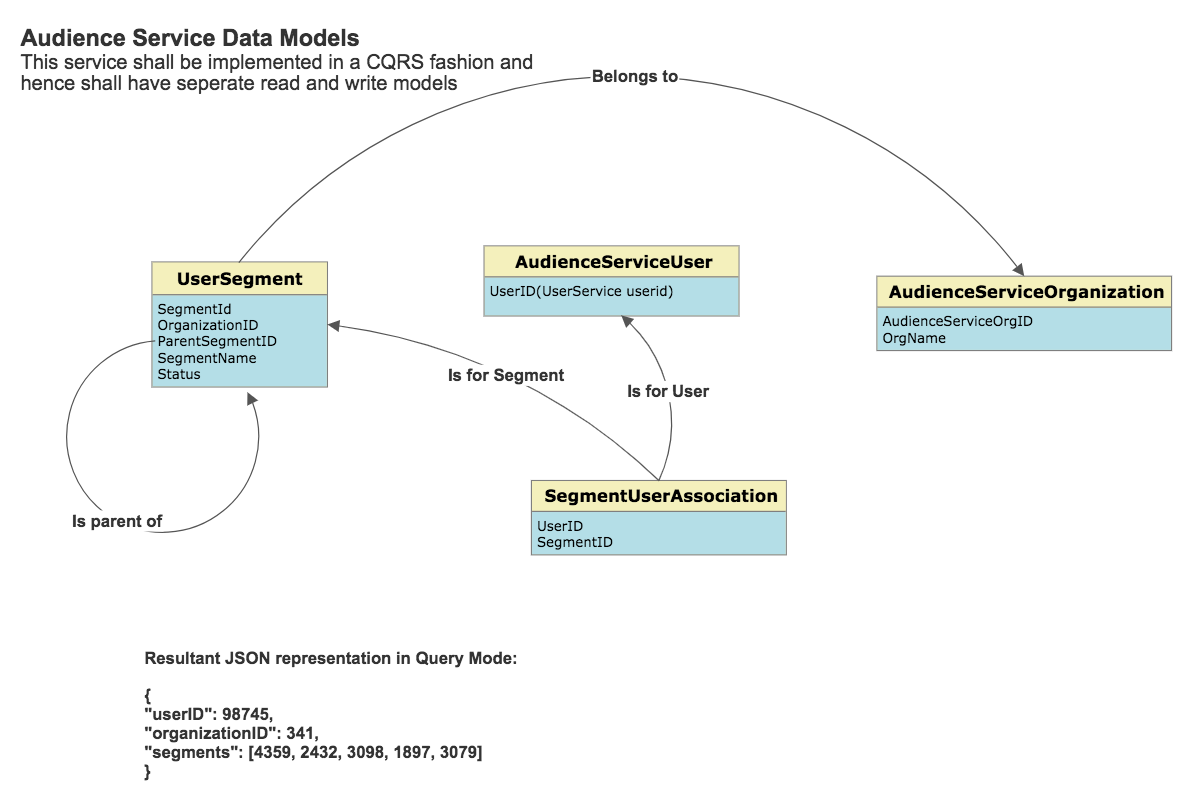 Audience Service Data Models
This service shall be implemented in a CQRS fashion and
hence shall have seperate read and write models
Belongs to
UserSegment
SegmentId
OrganizationID
ParentSegmentID
SegmentName
Status
AudienceServiceUser
UserID(UserService userid)
AudienceServiceOrganization
AudienceServiceOrgID
OrgName
Is for Segment
Is for User
SegmentUserAssociation
UserID
SegmentID
Is parent of
Resultant JSON representation in Query Mode:
{
"userID": 98745,
"organizationID": 341,
"segments": [4359, 2432, 3098, 1897, 3079]
}